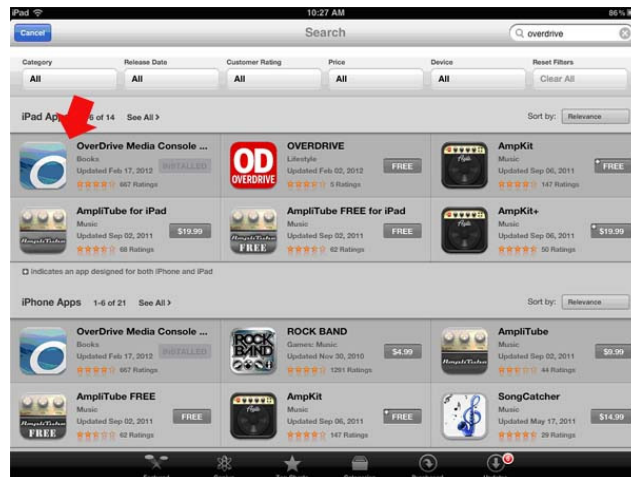 iPad 10:27 AM 86%
Cancel Search overdrive
Category Release Date Customer Rating Price Device Reset Filters
All All All All All Clear All
iPad 6 of 14 See All > Sort by: Relevance
OverDrive Media Console ...
Books
Updated Feb 17, 2012 INSTALLED
667 Ratings
OD
OVERDRIVE
OVERDRIVE
Lifestyle
Updated Feb 02, 2012 FREE
5 Ratings
AmpKit
Music
Updated Sep 06, 2011 FREE
147 Ratings
AmpliTube for iPad
Music
Updated Sep 02, 2011 $19.99
68 Ratings
AmpliTube
FREE
AmpliTube FREE for iPad
Music
Updated Sep 02, 2011 FREE
62 Ratings
AmpKit+
Music
Updated Sep 06, 2011 $19.99
50 Ratings
indicates an app designed for both iPhone and iPad
iPhone Apps 1-6 of 21 See All > Sort by: Relevance
OverDrive Media Console ...
Books
Updated Feb 17, 2012 INSTALLED
667 Ratings
ROCK
BAND
ROCK BAND
Games: Music
Updated Nov 30, 2010 $4.99
1291 Ratings
AmpliTube
Music
Updated Sep 02, 2011 $9.99
44 Ratings
AmpliTube
FREE
AmpliTube FREE
Music
Updated Sep 02, 2011 FREE
62 Ratings
AmpKit
Music
Updated Sep 06, 2011 FREE
147 Ratings
SongCatcher
Music
Updated May 17, 2011 $14.99
29 Ratings